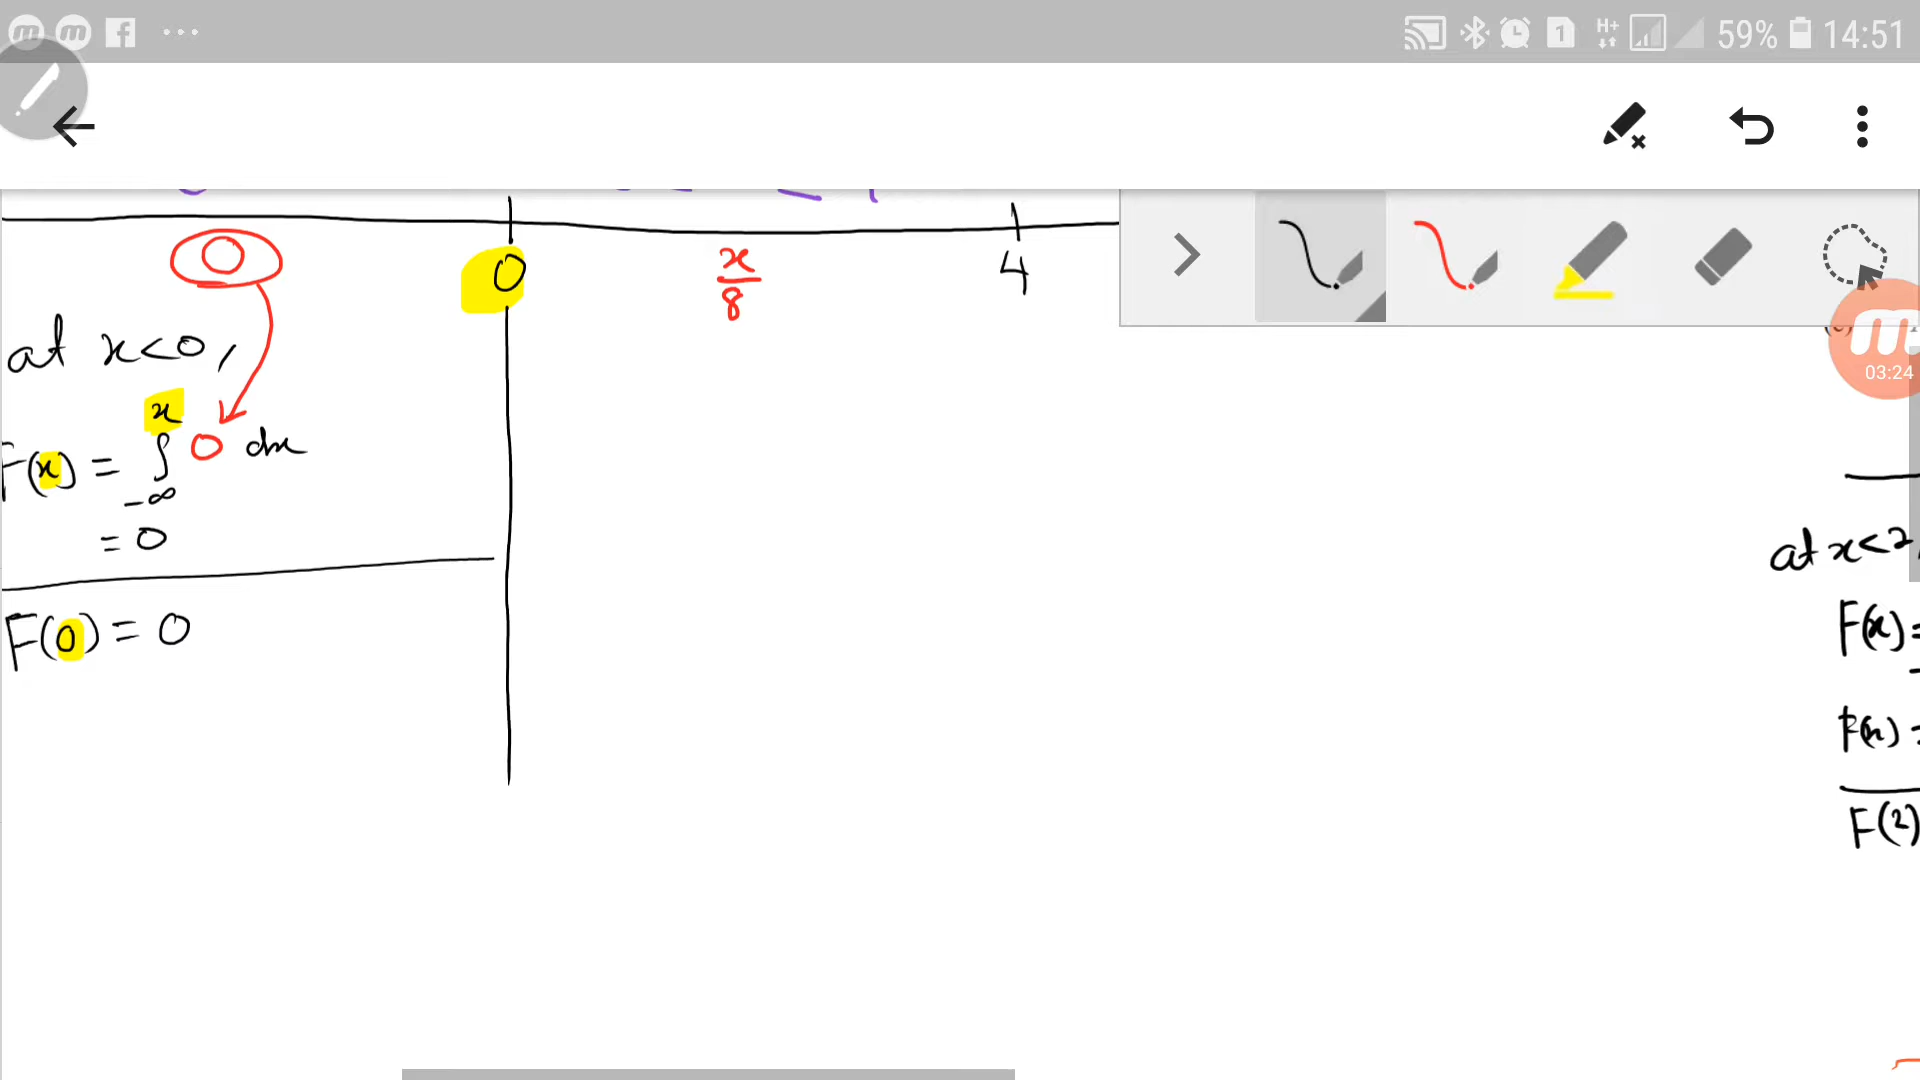 1 H+ 59% 14:51
0 0 x/8 4
03:24
at x<0,
F(x) = ∫ -∞ x 0 dx
= 0
F(0) = 0
at x<2,
F(x) =
F(x) =
F(2)